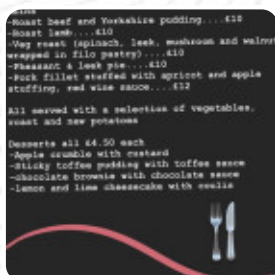 -Roast beef and Yorkshire pudding....£10
-Roast lamb....£10
-Veg roast (spinach, leek, mushroom and walnut
wrapped in filo pastry)....£10
-Pheasant & leek pie....£10
-Pork fillet stuffed with apricot and apple
stuffing, red wine sauce....£12
All served with a selection of vegetables,
roast and new potatoes
Desserts all £4.50 each
-Apple crumble with custard
-Sticky toffee pudding with toffee sauce
-chocolate brownie with chocolate sauce
-lemon and lime cheesecake with coulis